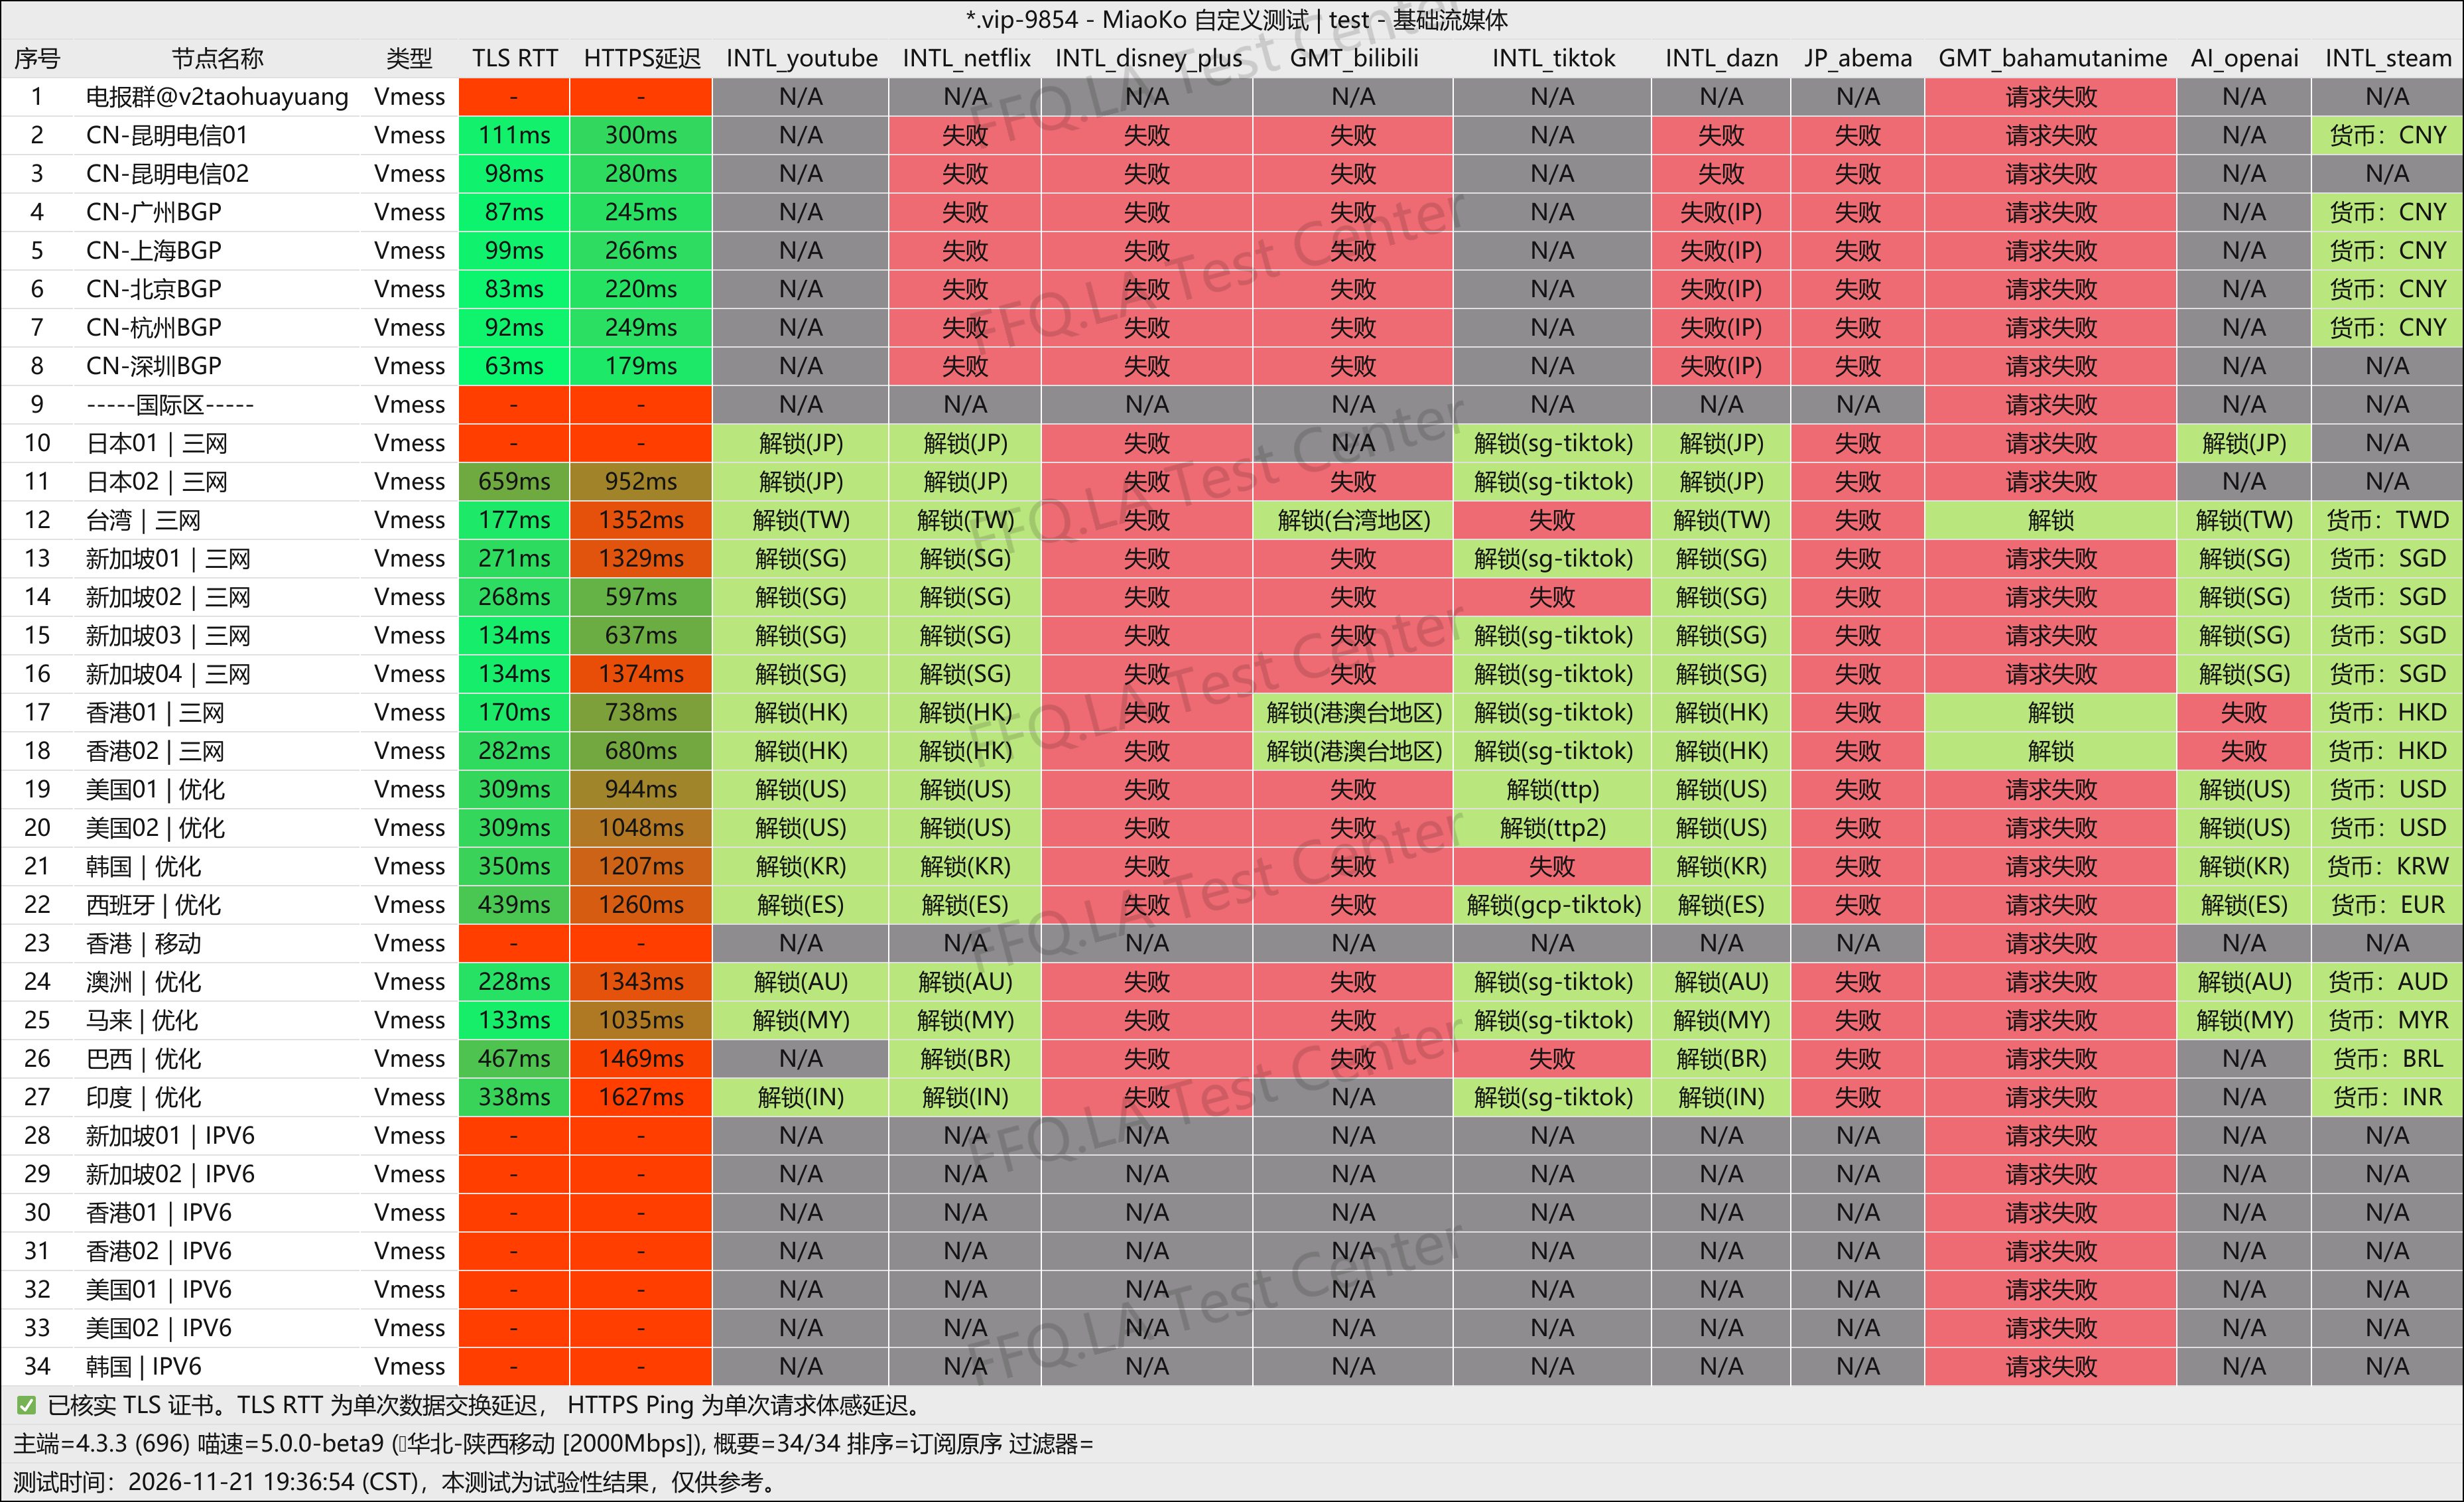 *.vip-9854 - MiaoKo 自定义测试 | test - 基础流媒体
序号 节点名称 类型 TLS RTT HTTPS延迟 INTL_youtube INTL_netflix INTL_disney_plus GMT_bilibili INTL_tiktok INTL_dazn JP_abema GMT_bahamutanime AI_openai INTL_steam
1 电报群@v2taohuayuang Vmess - - N/A N/A N/A N/A N/A N/A N/A 请求失败 N/A N/A
2 CN-昆明电信01 Vmess 111ms 300ms N/A 失败 失败 失败 N/A 失败 失败 请求失败 N/A 货币：CNY
3 CN-昆明电信02 Vmess 98ms 280ms N/A 失败 失败 失败 N/A 失败 失败 请求失败 N/A N/A
4 CN-广州BGP Vmess 87ms 245ms N/A 失败 失败 失败 N/A 失败(IP) 失败 请求失败 N/A 货币：CNY
5 CN-上海BGP Vmess 99ms 266ms N/A 失败 失败 失败 N/A 失败(IP) 失败 请求失败 N/A 货币：CNY
6 CN-北京BGP Vmess 83ms 220ms N/A 失败 失败 失败 N/A 失败(IP) 失败 请求失败 N/A 货币：CNY
7 CN-杭州BGP Vmess 92ms 249ms N/A 失败 失败 失败 N/A 失败(IP) 失败 请求失败 N/A 货币：CNY
8 CN-深圳BGP Vmess 63ms 179ms N/A 失败 失败 失败 N/A 失败(IP) 失败 请求失败 N/A N/A
9 -----国际区----- Vmess - - N/A N/A N/A N/A N/A N/A N/A 请求失败 N/A N/A
10 日本01 | 三网 Vmess - - 解锁(JP) 解锁(JP) 失败 N/A 解锁(sg-tiktok) 解锁(JP) 失败 请求失败 解锁(JP) N/A
11 日本02 | 三网 Vmess 659ms 952ms 解锁(JP) 解锁(JP) 失败 失败 解锁(sg-tiktok) 解锁(JP) 失败 请求失败 N/A N/A
12 台湾 | 三网 Vmess 177ms 1352ms 解锁(TW) 解锁(TW) 失败 解锁(台湾地区) 失败 解锁(TW) 失败 解锁 解锁(TW) 货币：TWD
13 新加坡01 | 三网 Vmess 271ms 1329ms 解锁(SG) 解锁(SG) 失败 失败 解锁(sg-tiktok) 解锁(SG) 失败 请求失败 解锁(SG) 货币：SGD
14 新加坡02 | 三网 Vmess 268ms 597ms 解锁(SG) 解锁(SG) 失败 失败 失败 解锁(SG) 失败 请求失败 解锁(SG) 货币：SGD
15 新加坡03 | 三网 Vmess 134ms 637ms 解锁(SG) 解锁(SG) 失败 失败 解锁(sg-tiktok) 解锁(SG) 失败 请求失败 解锁(SG) 货币：SGD
16 新加坡04 | 三网 Vmess 134ms 1374ms 解锁(SG) 解锁(SG) 失败 失败 解锁(sg-tiktok) 解锁(SG) 失败 请求失败 解锁(SG) 货币：SGD
17 香港01 | 三网 Vmess 170ms 738ms 解锁(HK) 解锁(HK) 失败 解锁(港澳台地区) 解锁(sg-tiktok) 解锁(HK) 失败 解锁 失败 货币：HKD
18 香港02 | 三网 Vmess 282ms 680ms 解锁(HK) 解锁(HK) 失败 解锁(港澳台地区) 解锁(sg-tiktok) 解锁(HK) 失败 解锁 失败 货币：HKD
19 美国01 | 优化 Vmess 309ms 944ms 解锁(US) 解锁(US) 失败 失败 解锁(ttp) 解锁(US) 失败 请求失败 解锁(US) 货币：USD
20 美国02 | 优化 Vmess 309ms 1048ms 解锁(US) 解锁(US) 失败 失败 解锁(ttp2) 解锁(US) 失败 请求失败 解锁(US) 货币：USD
21 韩国 | 优化 Vmess 350ms 1207ms 解锁(KR) 解锁(KR) 失败 失败 失败 解锁(KR) 失败 请求失败 解锁(KR) 货币：KRW
22 西班牙 | 优化 Vmess 439ms 1260ms 解锁(ES) 解锁(ES) 失败 失败 解锁(gcp-tiktok) 解锁(ES) 失败 请求失败 解锁(ES) 货币：EUR
23 香港 | 移动 Vmess - - N/A N/A N/A N/A N/A N/A N/A 请求失败 N/A N/A
24 澳洲 | 优化 Vmess 228ms 1343ms 解锁(AU) 解锁(AU) 失败 失败 解锁(sg-tiktok) 解锁(AU) 失败 请求失败 解锁(AU) 货币：AUD
25 马来 | 优化 Vmess 133ms 1035ms 解锁(MY) 解锁(MY) 失败 失败 解锁(sg-tiktok) 解锁(MY) 失败 请求失败 解锁(MY) 货币：MYR
26 巴西 | 优化 Vmess 467ms 1469ms N/A 解锁(BR) 失败 失败 失败 解锁(BR) 失败 请求失败 N/A 货币：BRL
27 印度 | 优化 Vmess 338ms 1627ms 解锁(IN) 解锁(IN) 失败 N/A 解锁(sg-tiktok) 解锁(IN) 失败 请求失败 N/A 货币：INR
28 新加坡01 | IPV6 Vmess - - N/A N/A N/A N/A N/A N/A N/A 请求失败 N/A N/A
29 新加坡02 | IPV6 Vmess - - N/A N/A N/A N/A N/A N/A N/A 请求失败 N/A N/A
30 香港01 | IPV6 Vmess - - N/A N/A N/A N/A N/A N/A N/A 请求失败 N/A N/A
31 香港02 | IPV6 Vmess - - N/A N/A N/A N/A N/A N/A N/A 请求失败 N/A N/A
32 美国01 | IPV6 Vmess - - N/A N/A N/A N/A N/A N/A N/A 请求失败 N/A N/A
33 美国02 | IPV6 Vmess - - N/A N/A N/A N/A N/A N/A N/A 请求失败 N/A N/A
34 韩国 | IPV6 Vmess - - N/A N/A N/A N/A N/A N/A N/A 请求失败 N/A N/A
✅ 已核实 TLS 证书。TLS RTT 为单次数据交换延迟， HTTPS Ping 为单次请求体感延迟。
主端=4.3.3 (696) 喵速=5.0.0-beta9 (华北-陕西移动 [2000Mbps]), 概要=34/34 排序=订阅原序 过滤器=
测试时间：2026-11-21 19:36:54 (CST)，本测试为试验性结果，仅供参考。
FFQ.LA Test Center
FFQ.LA Test Center
FFQ.LA Test Center
FFQ.LA Test Center
FFQ.LA Test Center
FFQ.LA Test Center
FFQ.LA Test Center